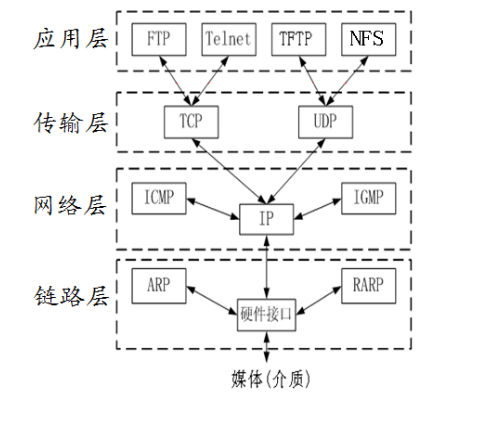 应用层 FTP Telnet TFTP NFS
传输层 TCP UDP
网络层 ICMP IP IGMP
链路层 ARP 硬件接口 RARP
媒体(介质)